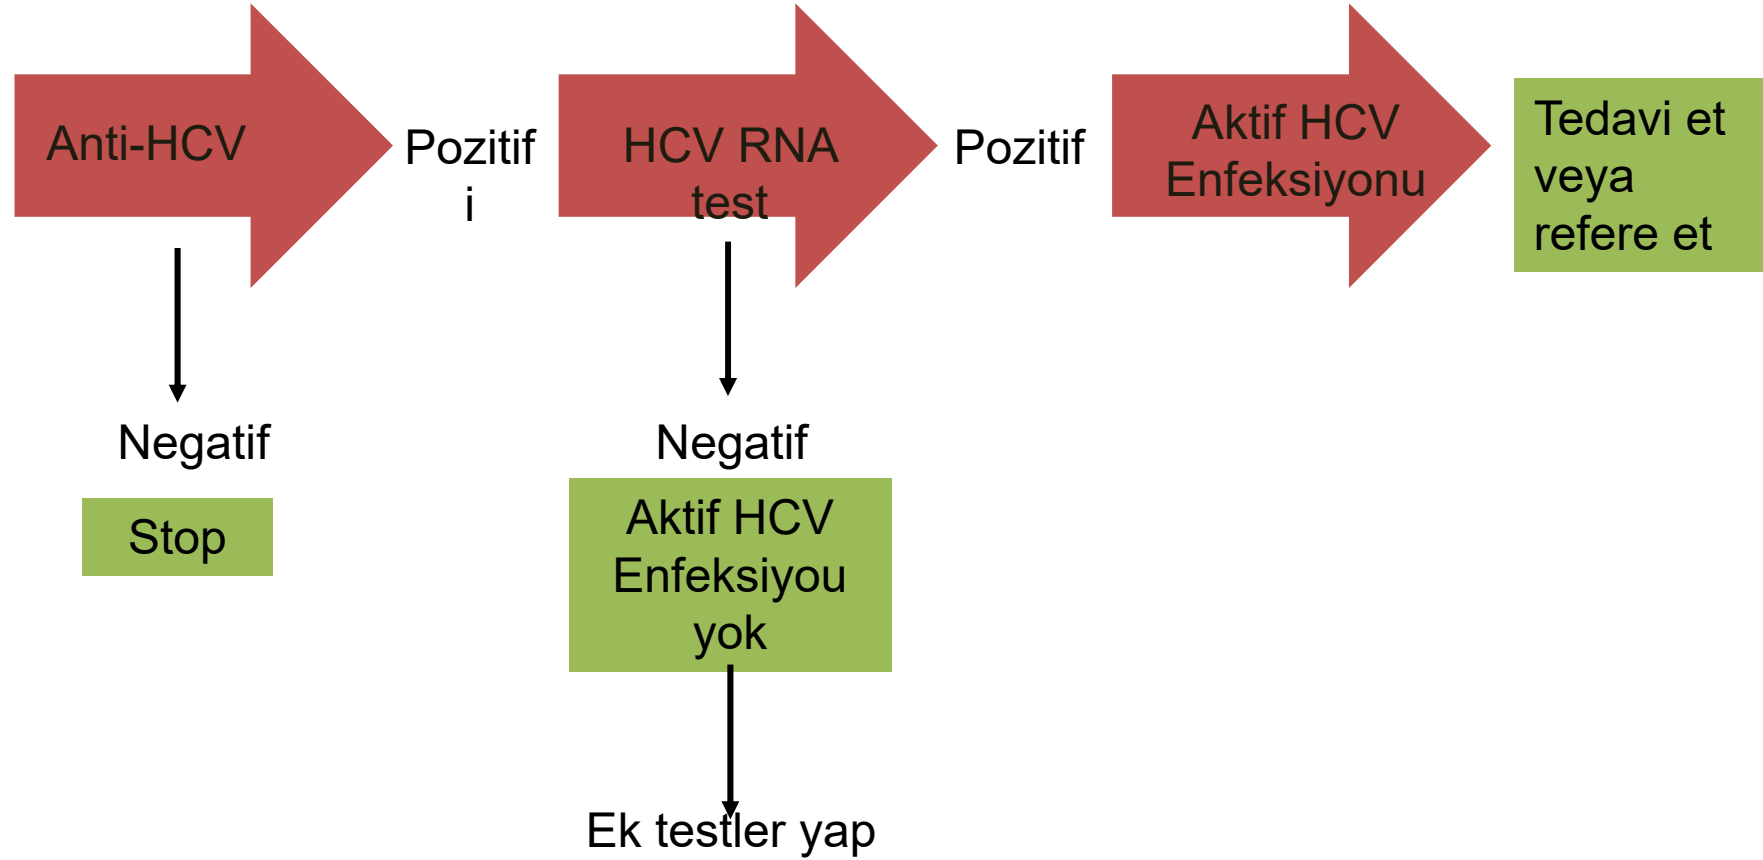 Anti-HCV
Pozitif
i
HCV RNA
test
Pozitif
Aktif HCV
Enfeksiyonu
Tedavi et
veya
refere et
Negatif
Stop
Negatif
Aktif HCV
Enfeksiyou
yok
Ek testler yap